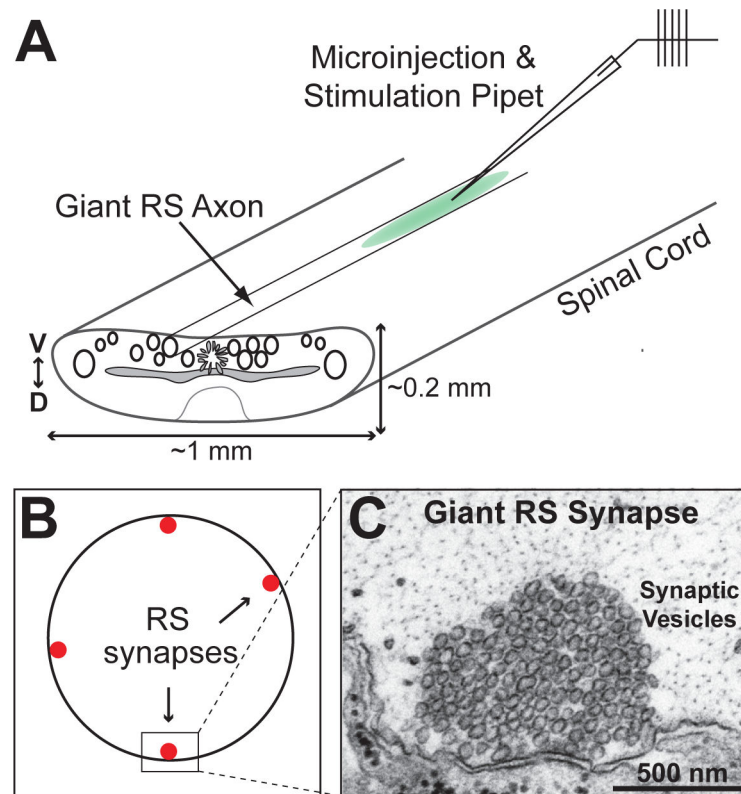 A
Microinjection &
Stimulation Pipet
Giant RS Axon
Spinal Cord
V
D
~0.2 mm
~1 mm
B
RS
synapses
C
Giant RS Synapse
Synaptic
Vesicles
500 nm